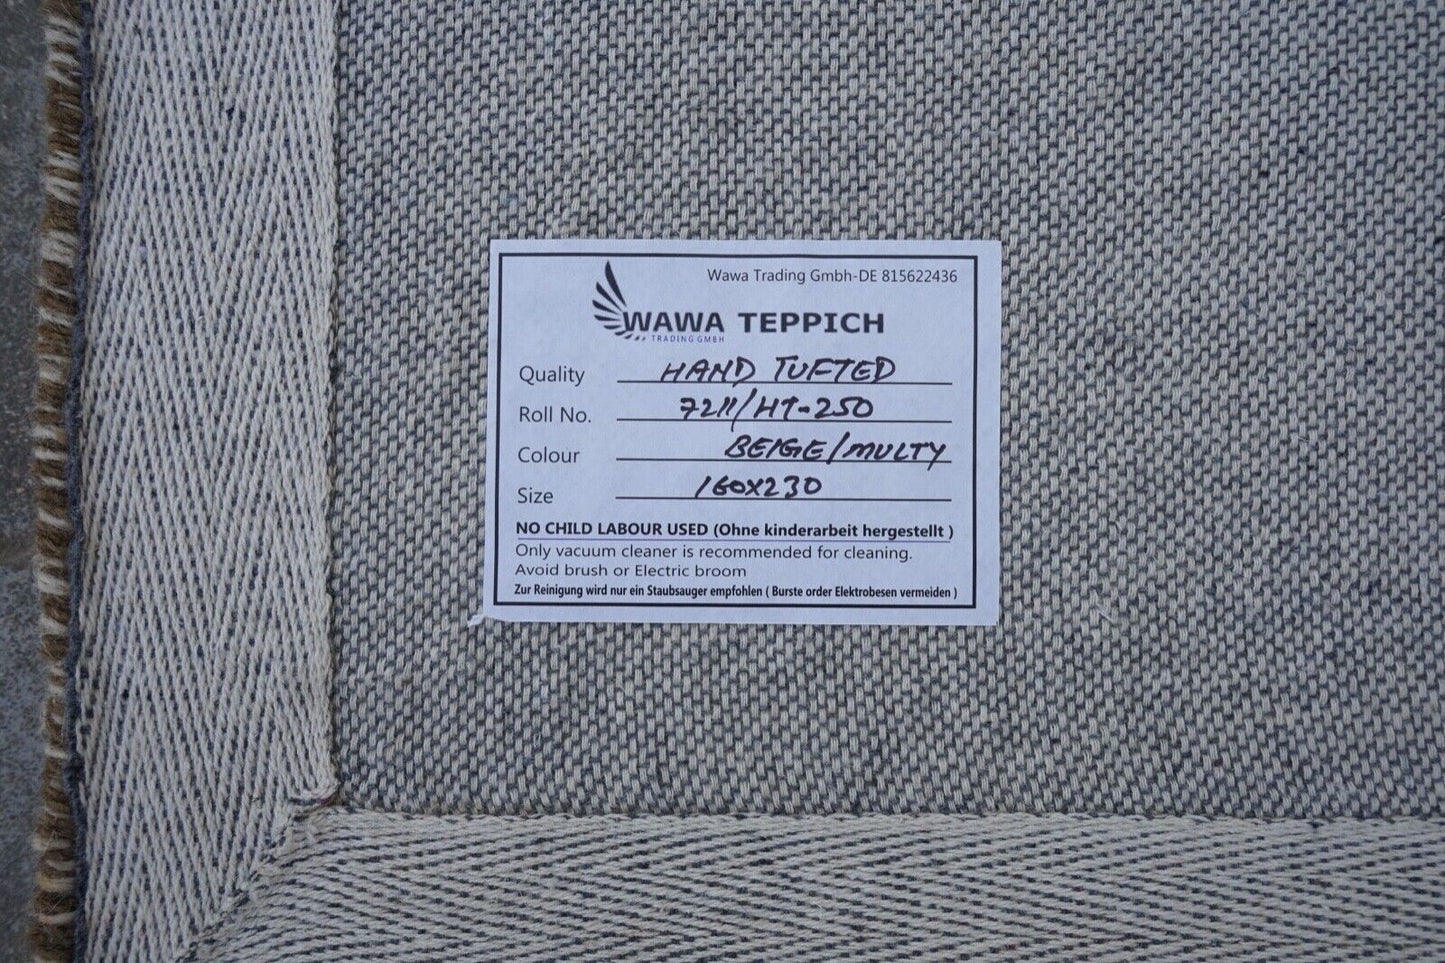 Wawa Trading Gmbh-DE 815622436
WAWA TEPPICH
TRADING GMBH
Quality HAND TUFTED
Roll No. 7211/HT-250
Colour BEIGE/MULTY
Size 160X230
NO CHILD LABOUR USED (Ohne kinderarbeit hergestellt )
Only vacuum cleaner is recommended for cleaning.
Avoid brush or Electric broom
Zur Reinigung wird nur ein Staubsauger empfohlen ( Burste order Elektrobesen vermeiden )